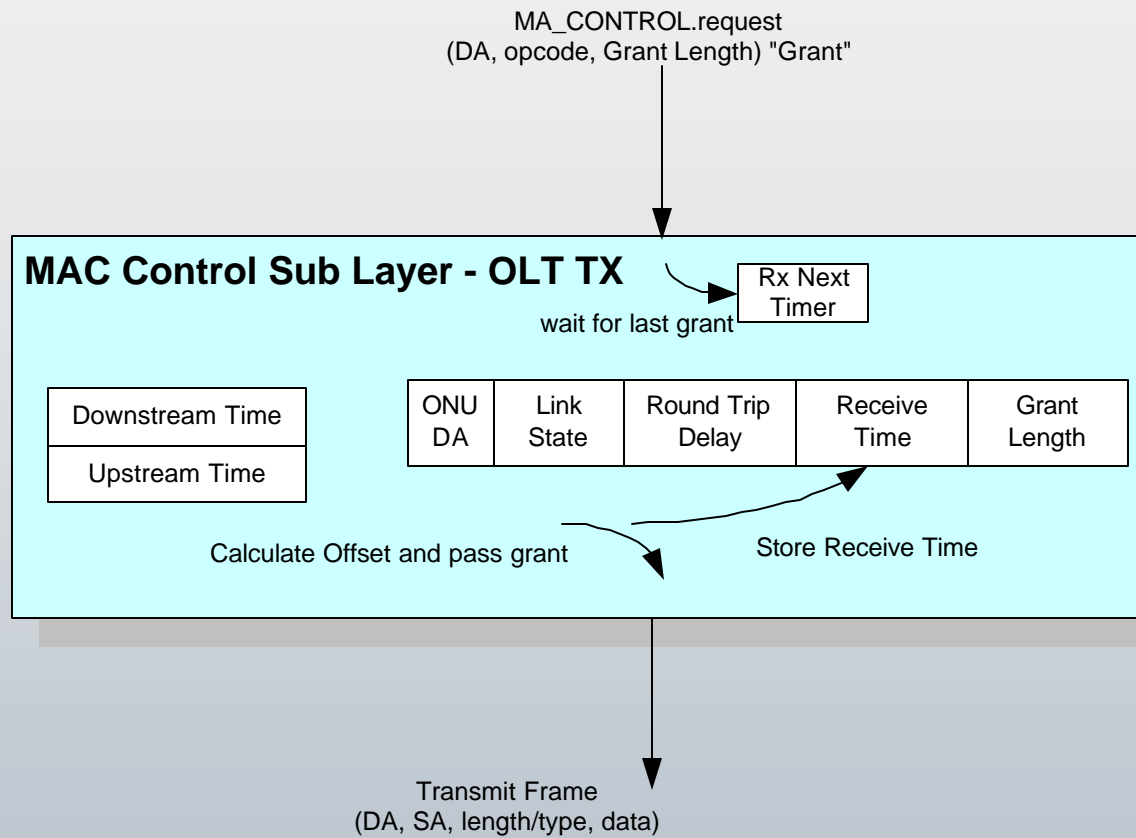 MA_CONTROL.request
(DA, opcode, Grant Length) "Grant"
MAC Control Sub Layer - OLT TX
Rx Next
Timer
wait for last grant
Downstream Time
Upstream Time
ONU
DA
Link
State
Round Trip
Delay
Receive
Time
Grant
Length
Calculate Offset and pass grant
Store Receive Time
Transmit Frame
(DA, SA, length/type, data)